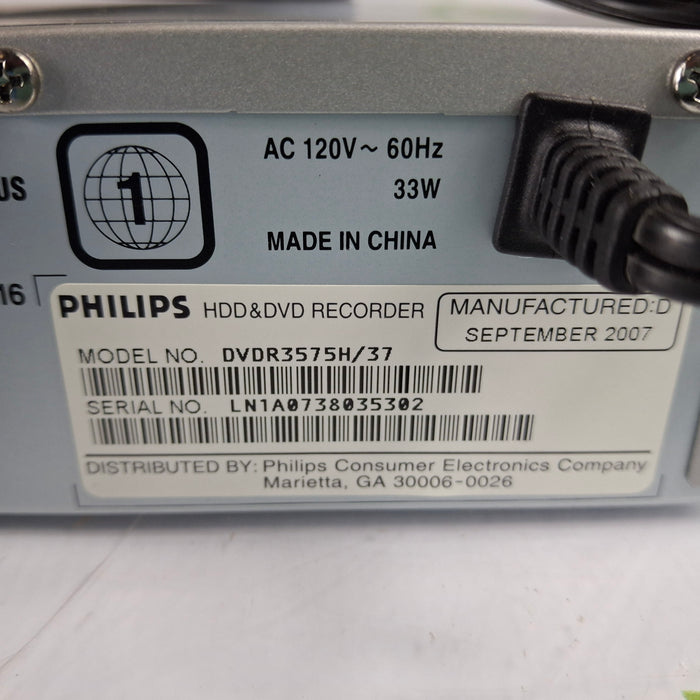 AC 120V~ 60Hz
US
1
33W
MADE IN CHINA
16
PHILIPS HDD&DVD RECORDER
MANUFACTURED:D
SEPTEMBER 2007
MODEL NO. DVDR3575H/37
SERIAL NO. LN1A0738035302
DISTRIBUTED BY: Philips Consumer Electronics Company
Marietta, GA 30006-0026